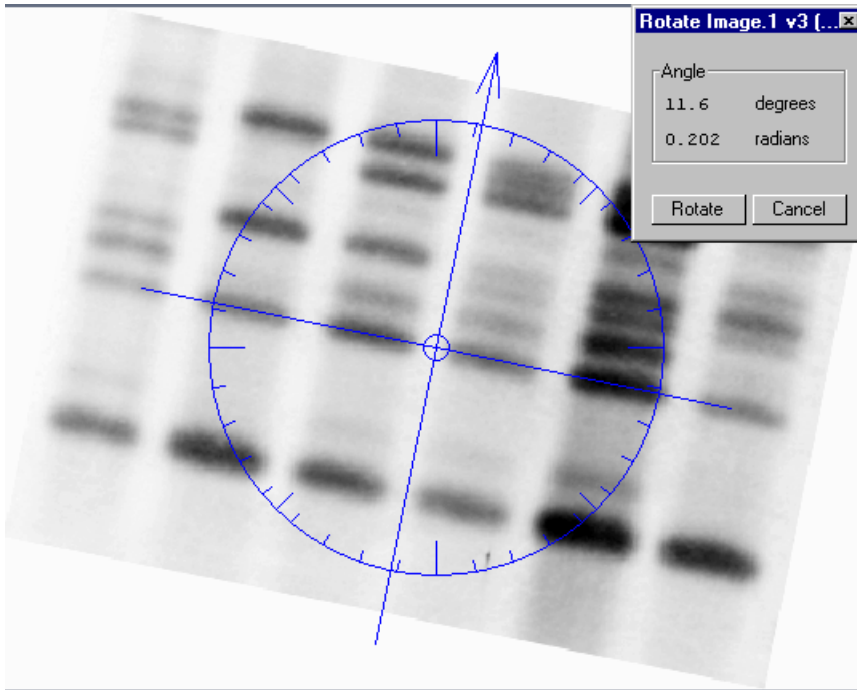 Rotate Image.1 v3 (...
Angle
11.6 degrees
0.202 radians
Rotate Cancel